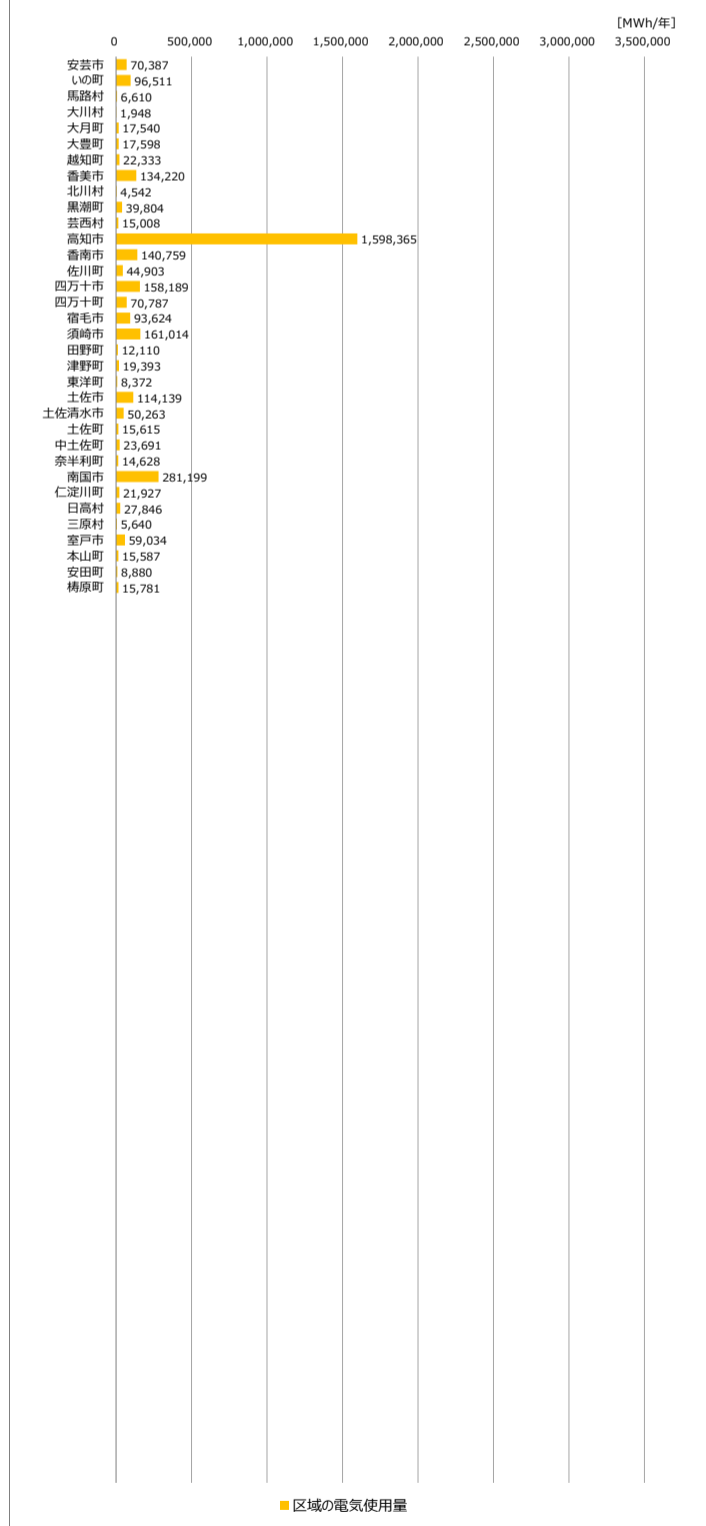 [MWh/年]
0 500,000 1,000,000 1,500,000 2,000,000 2,500,000 3,000,000 3,500,000
安芸市 70,387
いの町 96,511
馬路村 6,610
大川村 1,948
大月町 17,540
大豊町 17,598
越知町 22,333
香美市 134,220
北川村 4,542
黒潮町 39,804
芸西村 15,008
高知市 1,598,365
香南市 140,759
佐川町 44,903
四万十市 158,189
四万十町 70,787
宿毛市 93,624
須崎市 161,014
田野町 12,110
津野町 19,393
東洋町 8,372
土佐市 114,139
土佐清水市 50,263
土佐町 15,615
中土佐町 23,691
奈半利町 14,628
南国市 281,199
仁淀川町 21,927
日高村 27,846
三原村 5,640
室戸市 59,034
本山町 15,587
安田町 8,880
梼原町 15,781
区域の電気使用量